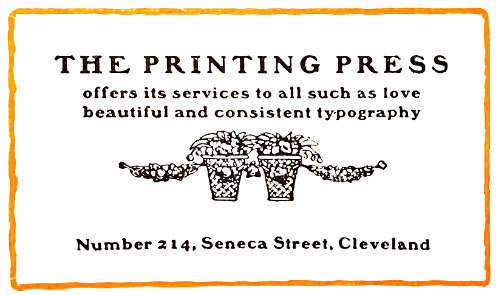 THE PRINTING PRESS
offers its services to all such as love
beautiful and consistent typography
Number 214, Seneca Street, Cleveland